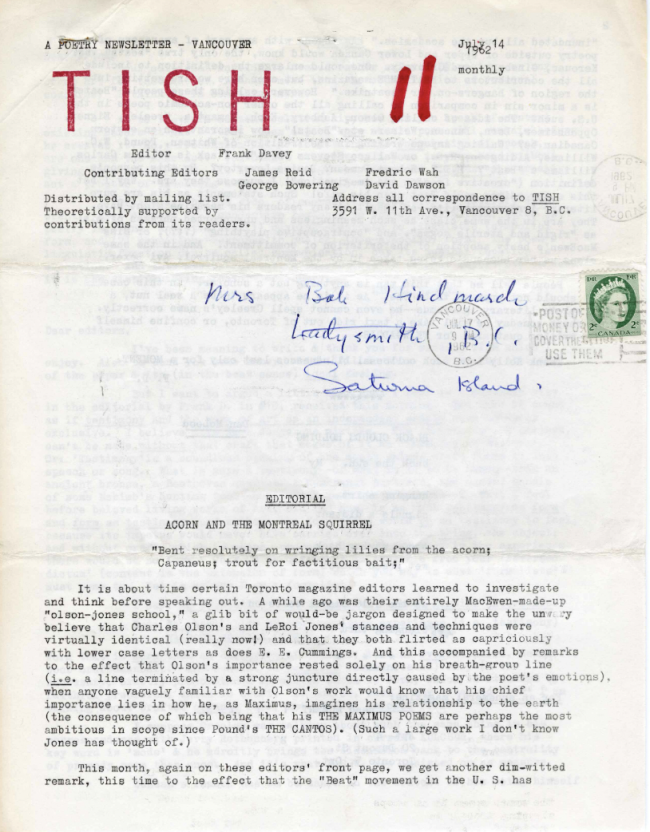 A POETRY NEWSLETTER - VANCOUVER July 14
1962
monthly
TISH 11
Editor Frank Davey
Contributing Editors James Reid Fredric Wah
George Bowering David Dawson
Distributed by mailing list. Address all correspondence to TISH
Theoretically supported by 3591 W. 11th Ave., Vancouver 8, B.C.
contributions from its readers.
Mrs Bob Hindmarch
Ladysmith, B.C.
Saturna Island.
VANCOUVER
B.C.
POST OF
MONEY OR
GOVERNE
USE THEM
2c 2c
CANADA
EDITORIAL
ACORN AND THE MONTREAL SQUIRREL
"Bent resolutely on wringing lilies from the acorn;
Capaneus; trout for factitious bait;"
It is about time certain Toronto magazine editors learned to investigate
and think before speaking out. A while ago was their entirely MacEwen-made-up
"olson-jones school," a glib bit of would-be jargon designed to make the unwary
believe that Charles Olson's and LeRoi Jones' stances and techniques were
virtually identical (really now!) and that they both flirted as capriciously
with lower case letters as does E. E. Cummings. And this accompanied by remarks
to the effect that Olson's importance rested solely on his breath-group line
(i.e. a line terminated by a strong juncture directly caused by the poet's emotions),
when anyone vaguely familiar with Olson's work would know that his chief
importance lies in how he, as Maximus, imagines his relationship to the earth
(the consequence of which being that his THE MAXIMUS POEMS are perhaps the most
ambitious in scope since Pound's THE CANTOS). (Such a large work I don't know
Jones has thought of.)
This month, again on these editors' front page, we get another dim-witted
remark, this time to the effect that the "Beat" movement in the U. S. has